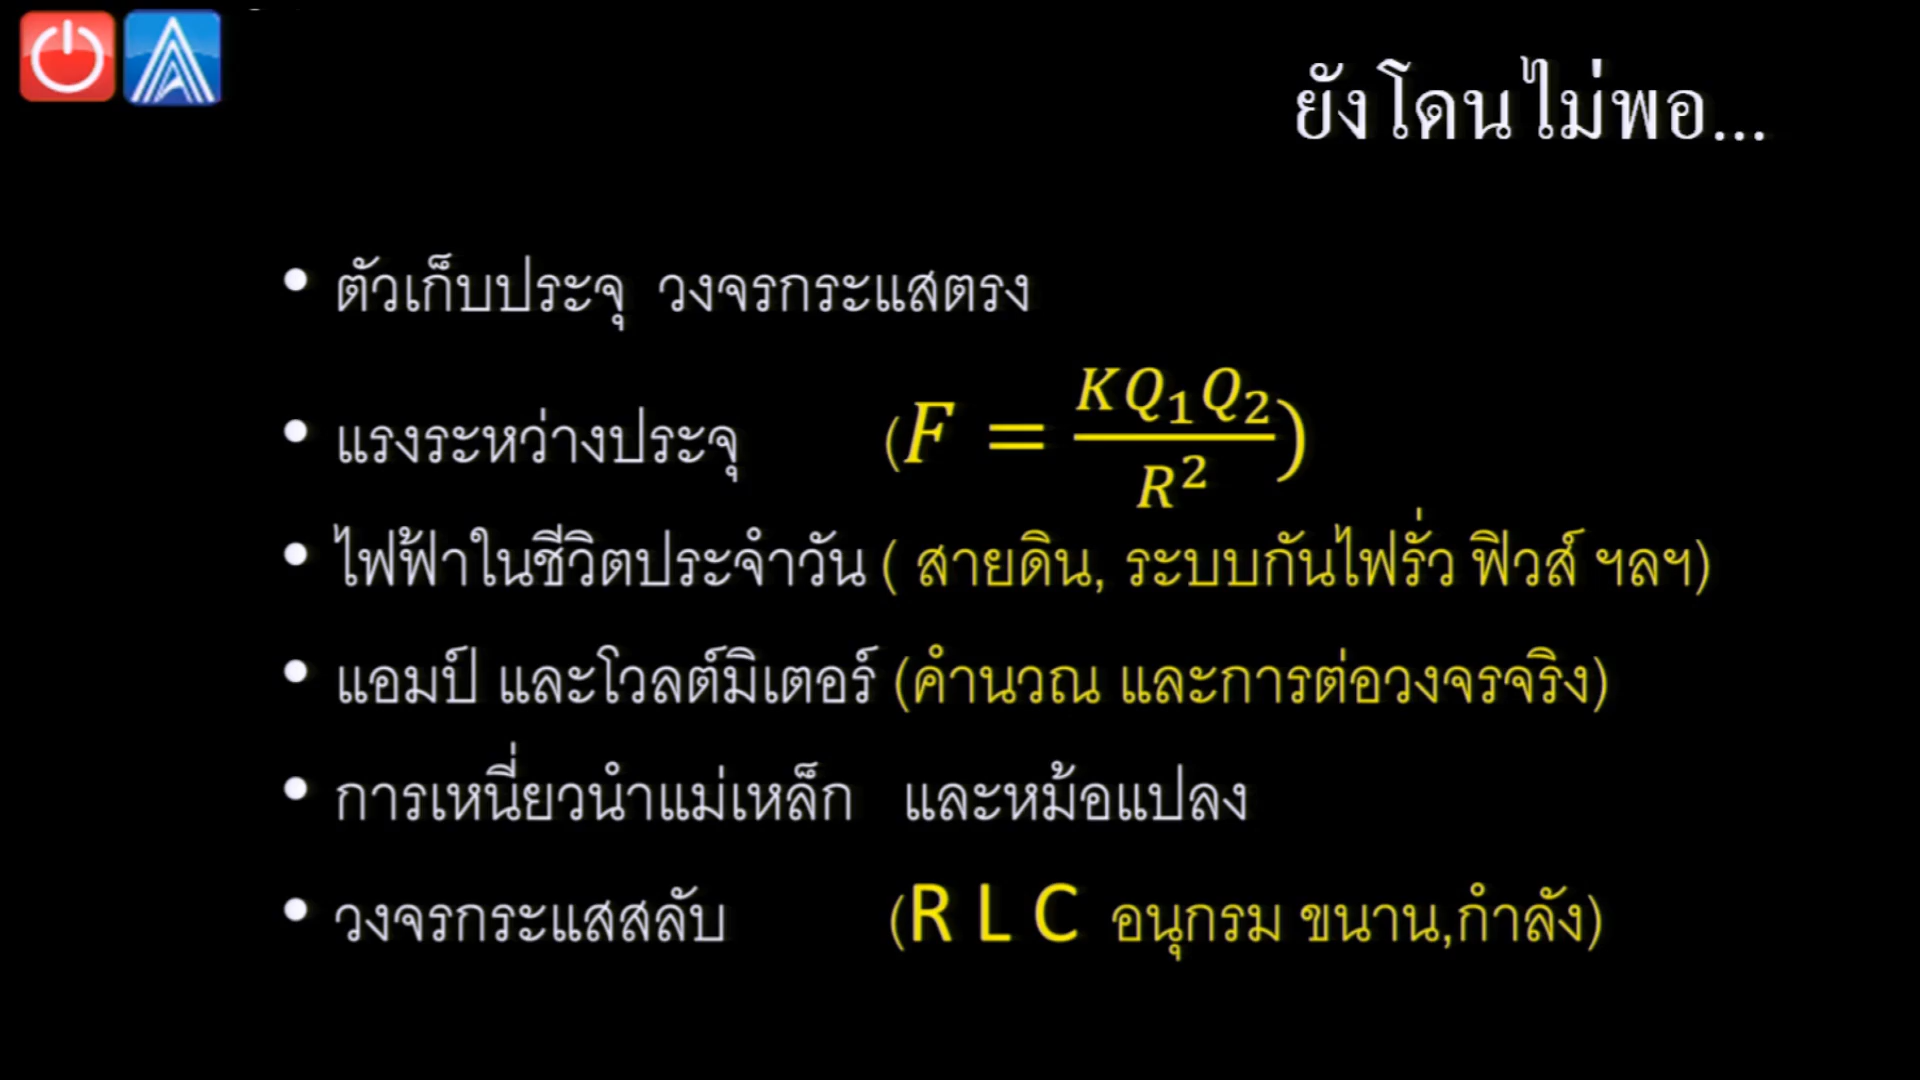 ยังโดนไม่พอ...
• ตัวเก็บประจุ วงจรกระแสตรง
• แรงระหว่างประจุ (F = KQ₁Q₂ / R²)
• ไฟฟ้าในชีวิตประจำวัน ( สายดิน, ระบบกันไฟรั่ว ฟิวส์ ฯลฯ)
• แอมป์ และโวลต์มิเตอร์ (คำนวณ และการต่อวงจรจริง)
• การเหนี่ยวนำแม่เหล็ก และหม้อแปลง
• วงจรกระแสสลับ (R L C อนุกรม ขนาน,กำลัง)